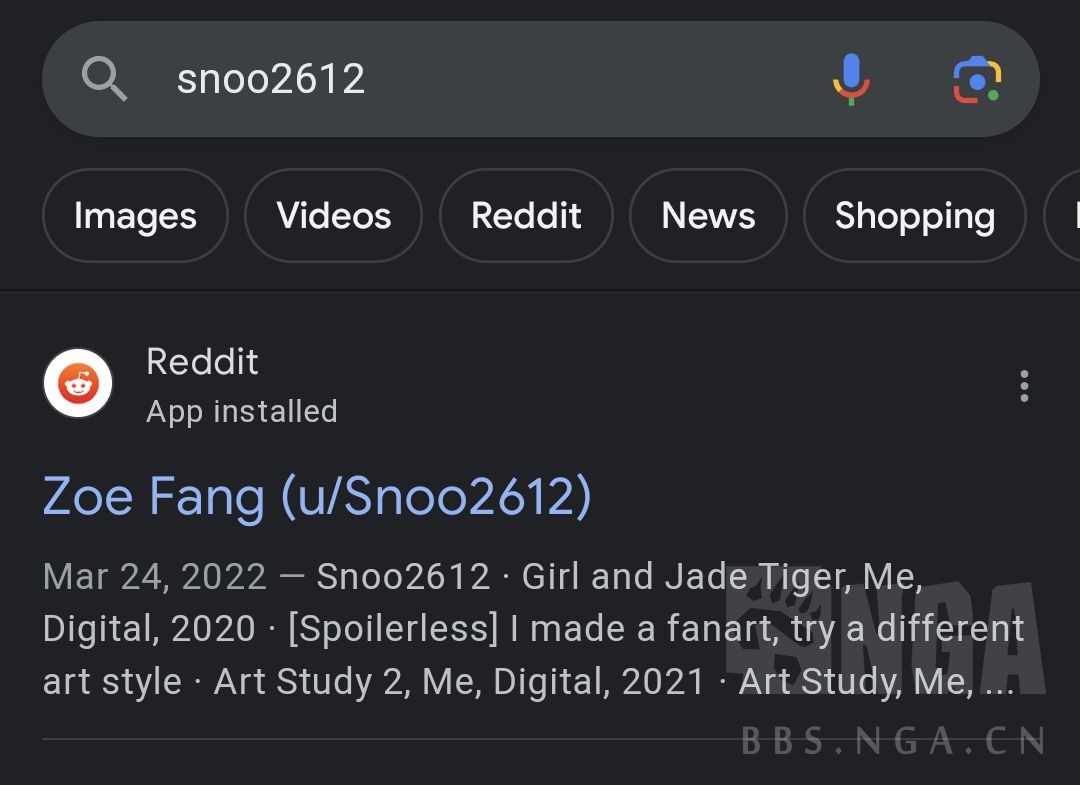 snoo2612
Images Videos Reddit News Shopping
Reddit
App installed
Zoe Fang (u/Snoo2612)
Mar 24, 2022 — Snoo2612 · Girl and Jade Tiger, Me,
Digital, 2020 · [Spoilerless] I made a fanart, try a different
art style · Art Study 2, Me, Digital, 2021 · Art Study, Me, ...
NGA
BBS.NGA.CN